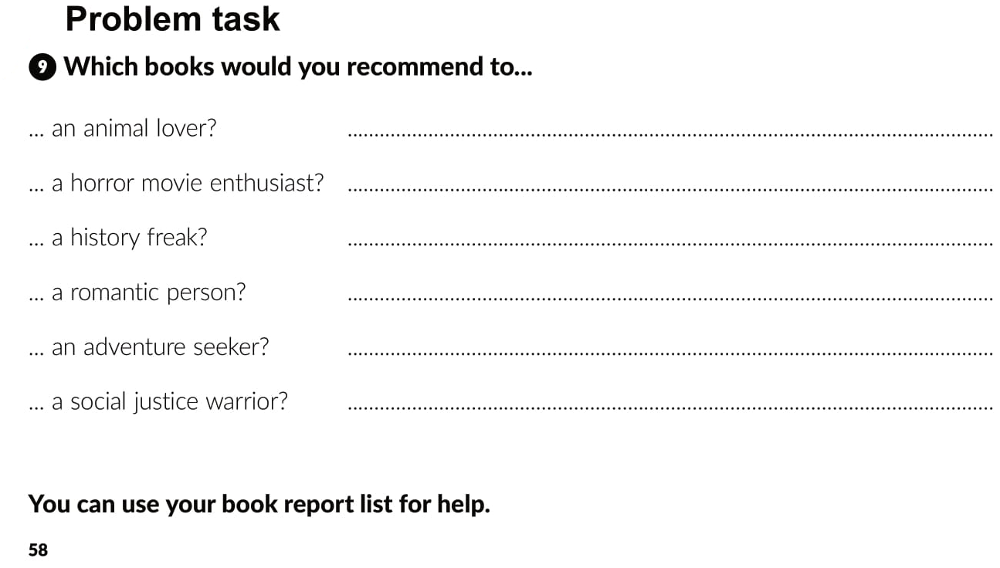 Problem task
9 Which books would you recommend to...
... an animal lover? ................................................................................
... a horror movie enthusiast? ................................................................................
... a history freak? ................................................................................
... a romantic person? ................................................................................
... an adventure seeker? ................................................................................
... a social justice warrior? ................................................................................
You can use your book report list for help.
58